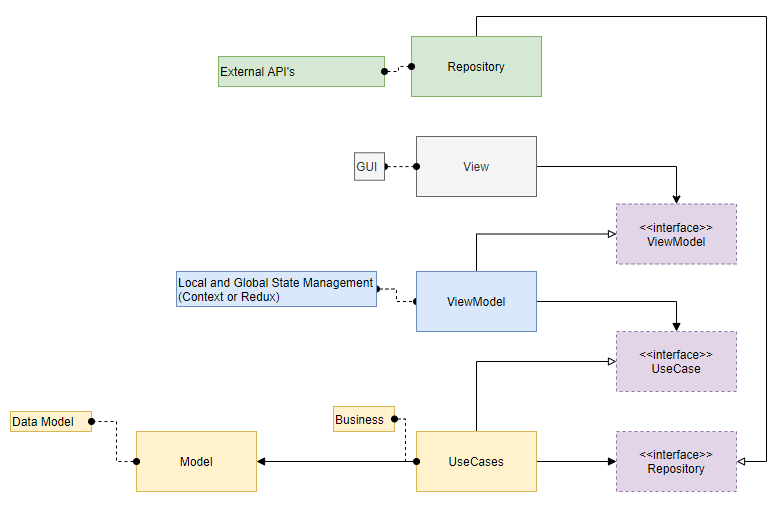 External API's
Repository
GUI
View
<<interface>>
ViewModel
Local and Global State Management
(Context or Redux)
ViewModel
<<interface>>
UseCase
Data Model
Business
Model
UseCases
<<interface>>
Repository